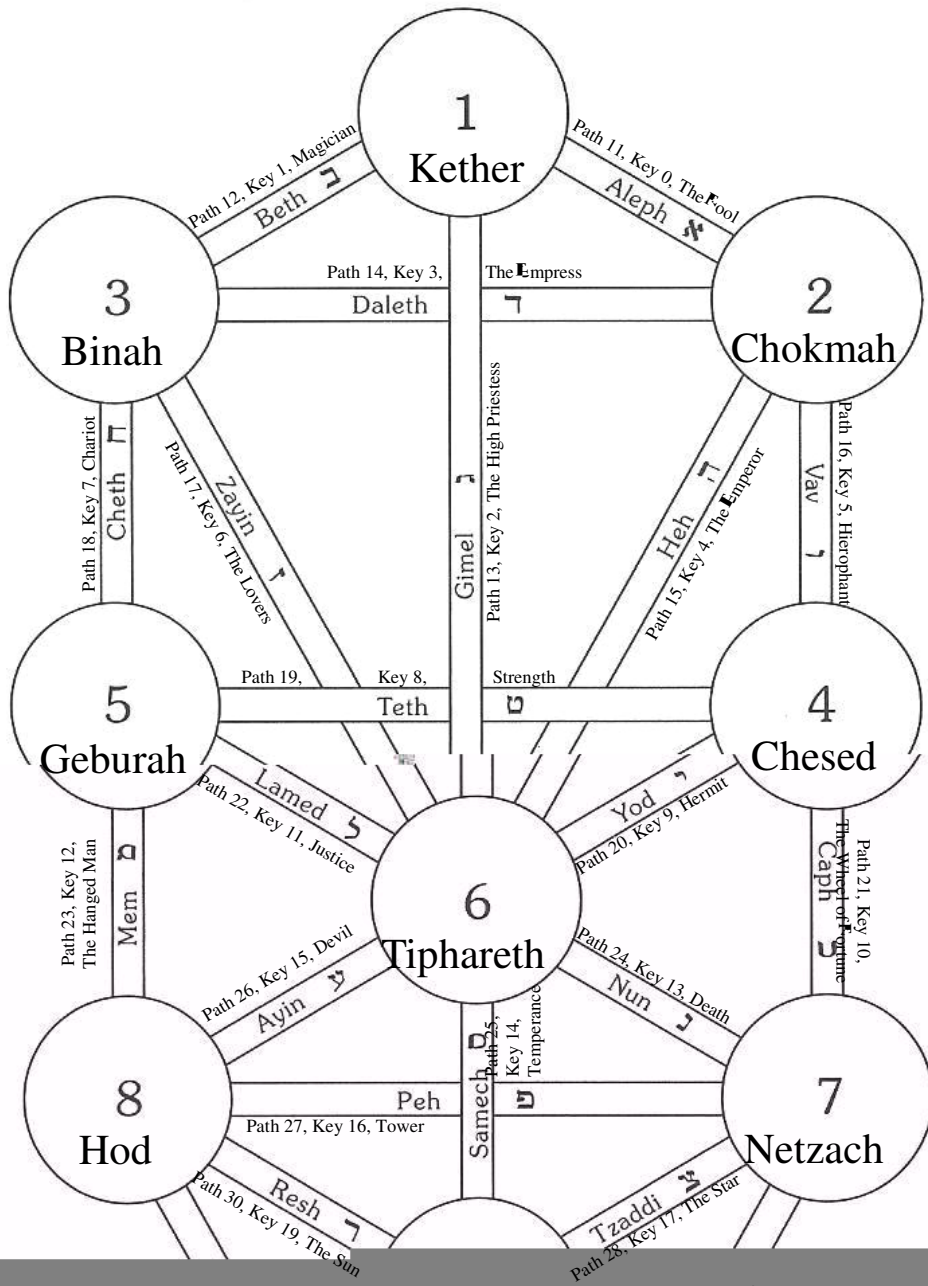 1
Kether
Path 12, Key 1, Magician
Beth ב
Path 11, Key 0, The Fool
Aleph א
3
Binah
2
Chokmah
Path 14, Key 3, The Empress
Daleth ד
Path 18, Key 7, Chariot
Cheth ח
Path 17, Key 6, The Lovers
Zayin ז
Gimel ג
Path 13, Key 2, The High Priestess
Heh ה
Path 15, Key 4, The Emperor
Vav ו
Path 16, Key 5, Hierophant
5
Geburah
4
Chesed
Path 19, Key 8, Strength
Teth ט
Lamed ל
Path 22, Key 11, Justice
Yod י
Path 20, Key 9, Hermit
Path 23, Key 12,
The Hanged Man
Mem מ
6
Tiphareth
Path 21, Key 10,
The Wheel of Fortune
Caph
Path 26, Key 15, Devil
Ayin ע
Path 24, Key 13, Death
Nun נ
Path 25,
Key 14,
Temperance
Samech ס
8
Hod
7
Netzach
Peh פ
Path 27, Key 16, Tower
Resh ר
Path 30, Key 19, The Sun
Tzaddi צ
Path 28, Key 17, The Star